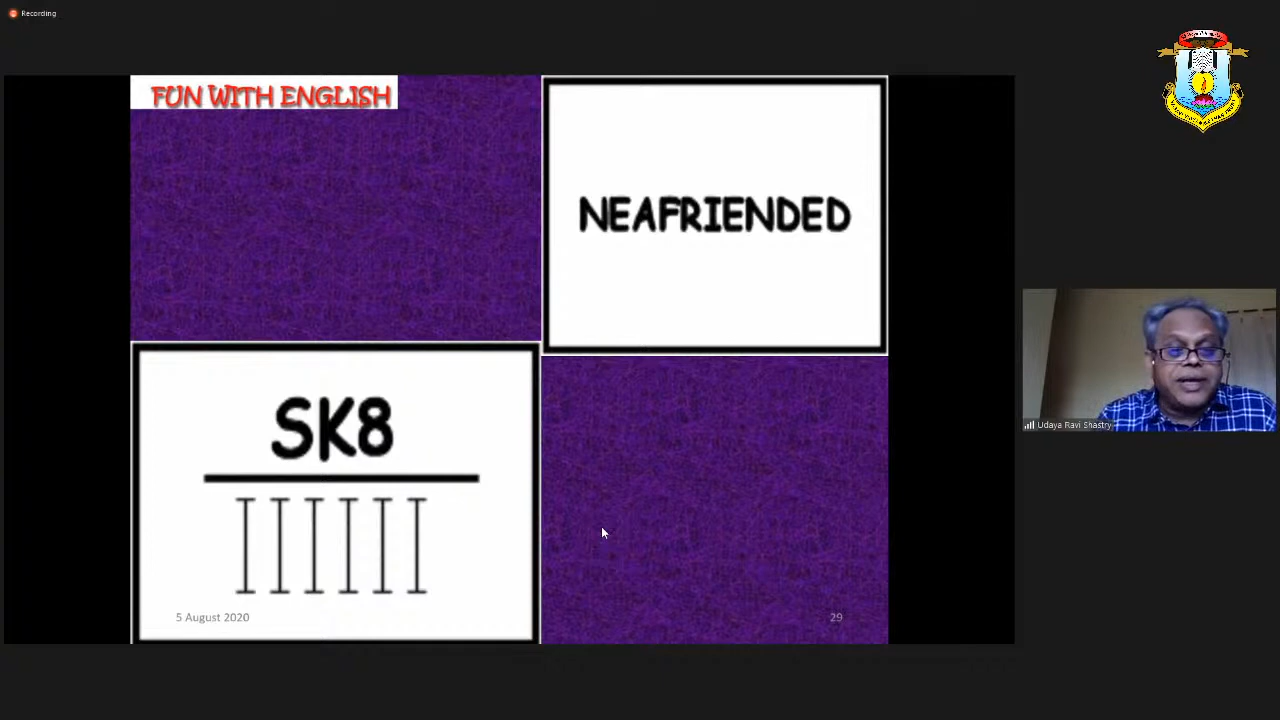 Recording
FUN WITH ENGLISH
NEAFRIENDED
SK8
IIIIII
5 August 2020
29
Udaya Ravi Shastry